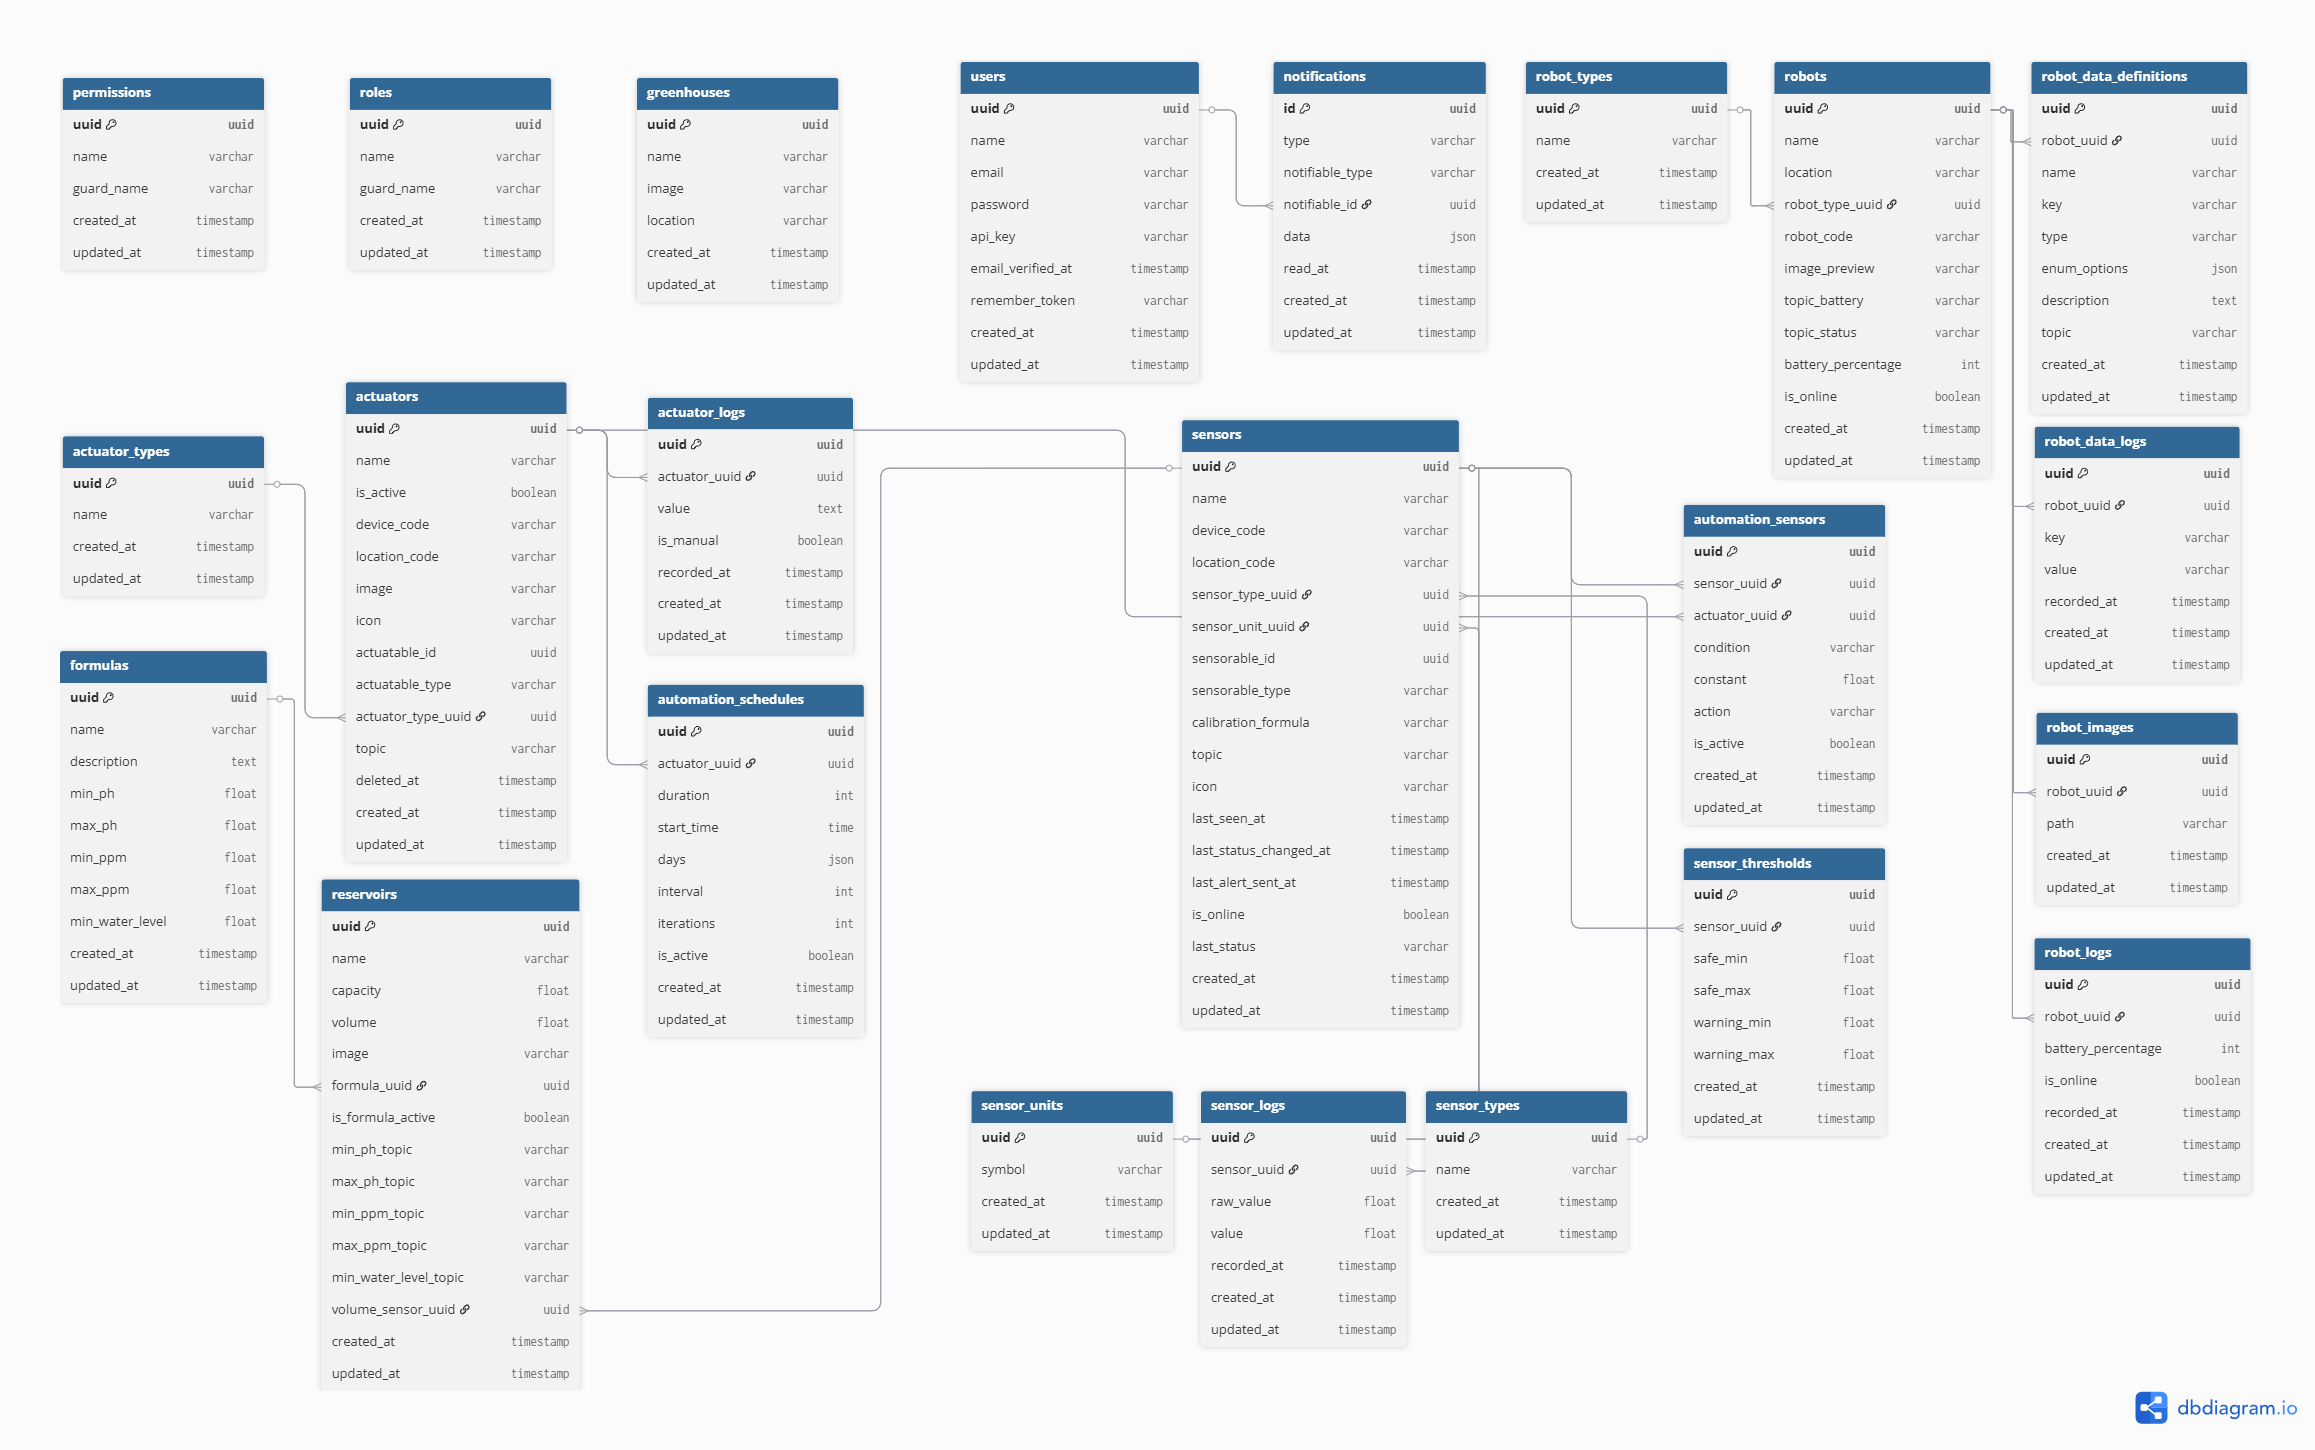 permissions
uuid uuid
name varchar
guard_name varchar
created_at timestamp
updated_at timestamp
roles
uuid uuid
name varchar
guard_name varchar
created_at timestamp
updated_at timestamp
greenhouses
uuid uuid
name varchar
image varchar
location varchar
created_at timestamp
updated_at timestamp
users
uuid uuid
name varchar
email varchar
password varchar
api_key varchar
email_verified_at timestamp
remember_token varchar
created_at timestamp
updated_at timestamp
notifications
id uuid
type varchar
notifiable_type varchar
notifiable_id uuid
data json
read_at timestamp
created_at timestamp
updated_at timestamp
robot_types
uuid uuid
name varchar
created_at timestamp
updated_at timestamp
robots
uuid uuid
name varchar
location varchar
robot_type_uuid uuid
robot_code varchar
image_preview varchar
topic_battery varchar
topic_status varchar
battery_percentage int
is_online boolean
created_at timestamp
updated_at timestamp
robot_data_definitions
uuid uuid
robot_uuid uuid
name varchar
key varchar
type varchar
enum_options json
description text
topic varchar
created_at timestamp
updated_at timestamp
actuator_types
uuid uuid
name varchar
created_at timestamp
updated_at timestamp
actuators
uuid uuid
name varchar
is_active boolean
device_code varchar
location_code varchar
image varchar
icon varchar
actuatable_id uuid
actuatable_type varchar
actuator_type_uuid uuid
topic varchar
deleted_at timestamp
created_at timestamp
updated_at timestamp
actuator_logs
uuid uuid
actuator_uuid uuid
value text
is_manual boolean
recorded_at timestamp
created_at timestamp
updated_at timestamp
sensors
uuid uuid
name varchar
device_code varchar
location_code varchar
sensor_type_uuid uuid
sensor_unit_uuid uuid
sensorable_id uuid
sensorable_type varchar
calibration_formula varchar
topic varchar
icon varchar
last_seen_at timestamp
last_status_changed_at timestamp
last_alert_sent_at timestamp
is_online boolean
last_status varchar
created_at timestamp
updated_at timestamp
automation_sensors
uuid uuid
sensor_uuid uuid
actuator_uuid uuid
condition varchar
constant float
action varchar
is_active boolean
created_at timestamp
updated_at timestamp
robot_data_logs
uuid uuid
robot_uuid uuid
key varchar
value varchar
recorded_at timestamp
created_at timestamp
updated_at timestamp
formulas
uuid uuid
name varchar
description text
min_ph float
max_ph float
min_ppm float
max_ppm float
min_water_level float
created_at timestamp
updated_at timestamp
automation_schedules
uuid uuid
actuator_uuid uuid
duration int
start_time time
days json
interval int
iterations int
is_active boolean
created_at timestamp
updated_at timestamp
robot_images
uuid uuid
robot_uuid uuid
path varchar
created_at timestamp
updated_at timestamp
reservoirs
uuid uuid
name varchar
capacity float
volume float
image varchar
formula_uuid uuid
is_formula_active boolean
min_ph_topic varchar
max_ph_topic varchar
min_ppm_topic varchar
max_ppm_topic varchar
min_water_level_topic varchar
volume_sensor_uuid uuid
created_at timestamp
updated_at timestamp
sensor_thresholds
uuid uuid
sensor_uuid uuid
safe_min float
safe_max float
warning_min float
warning_max float
created_at timestamp
updated_at timestamp
robot_logs
uuid uuid
robot_uuid uuid
battery_percentage int
is_online boolean
recorded_at timestamp
created_at timestamp
updated_at timestamp
sensor_units
uuid uuid
symbol varchar
created_at timestamp
updated_at timestamp
sensor_logs
uuid uuid
sensor_uuid uuid
raw_value float
value float
recorded_at timestamp
created_at timestamp
updated_at timestamp
sensor_types
uuid uuid
name varchar
created_at timestamp
updated_at timestamp
dbdiagram.io